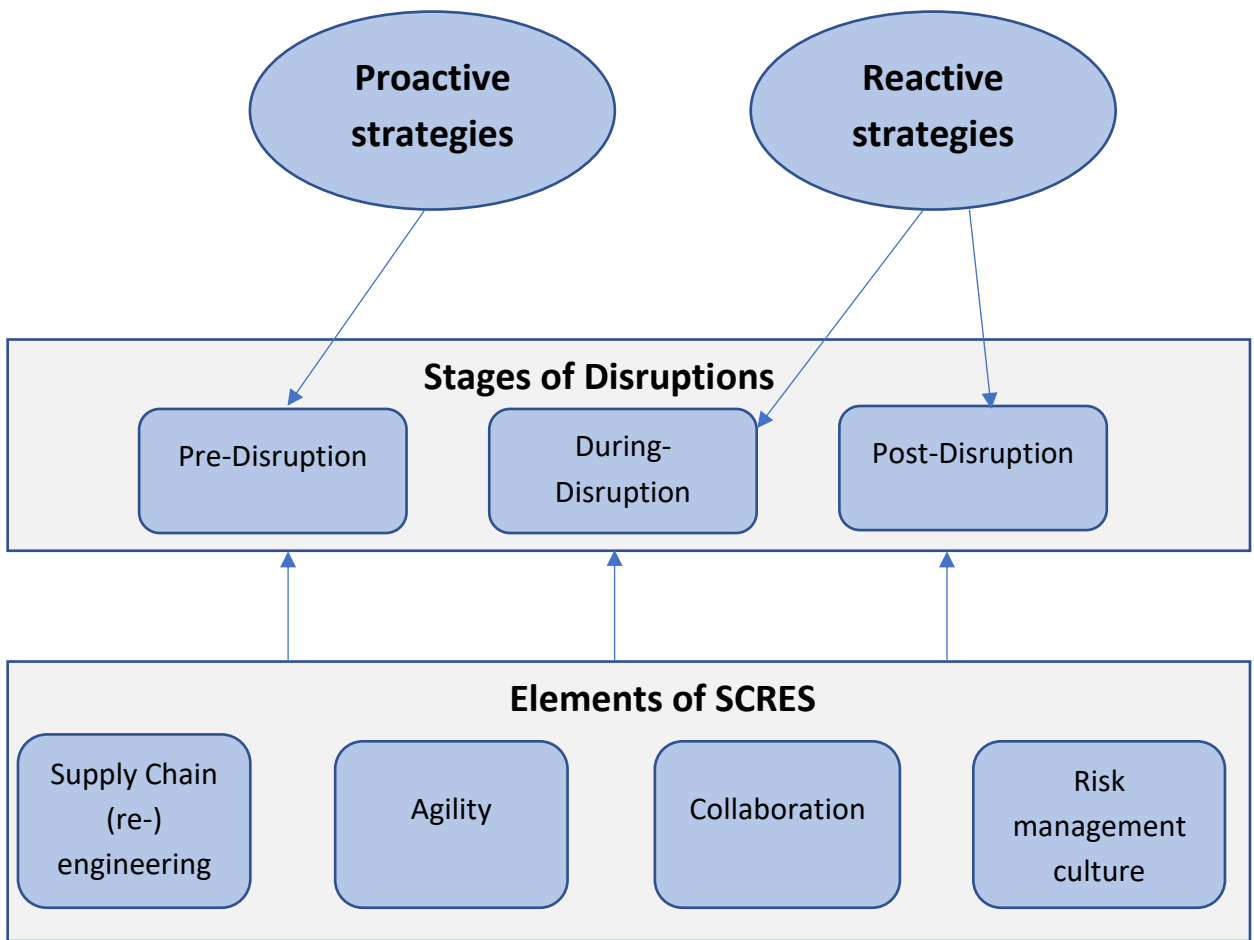 Proactive
strategies
Reactive
strategies
Stages of Disruptions
Pre-Disruption
During-
Disruption
Post-Disruption
Elements of SCRES
Supply Chain
(re-)
engineering
Agility
Collaboration
Risk
management
culture